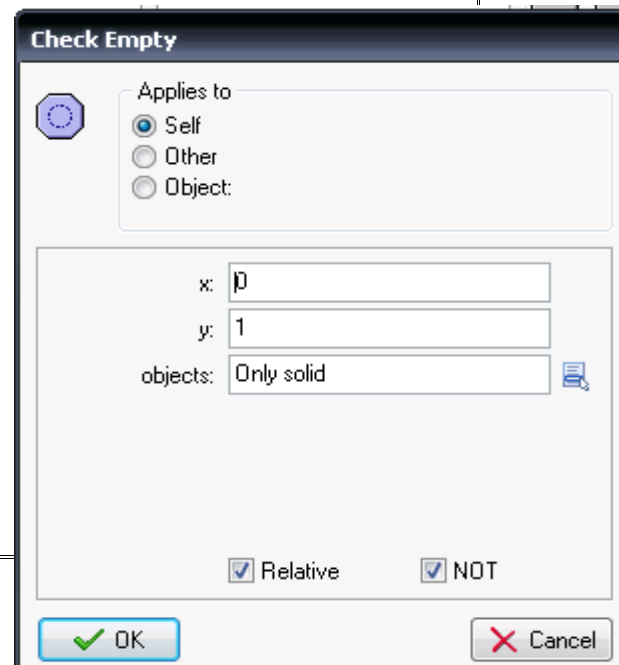 Check Empty
Applies to
Self
Other
Object:
x: 0
y: 1
objects: Only solid
Relative NOT
OK Cancel